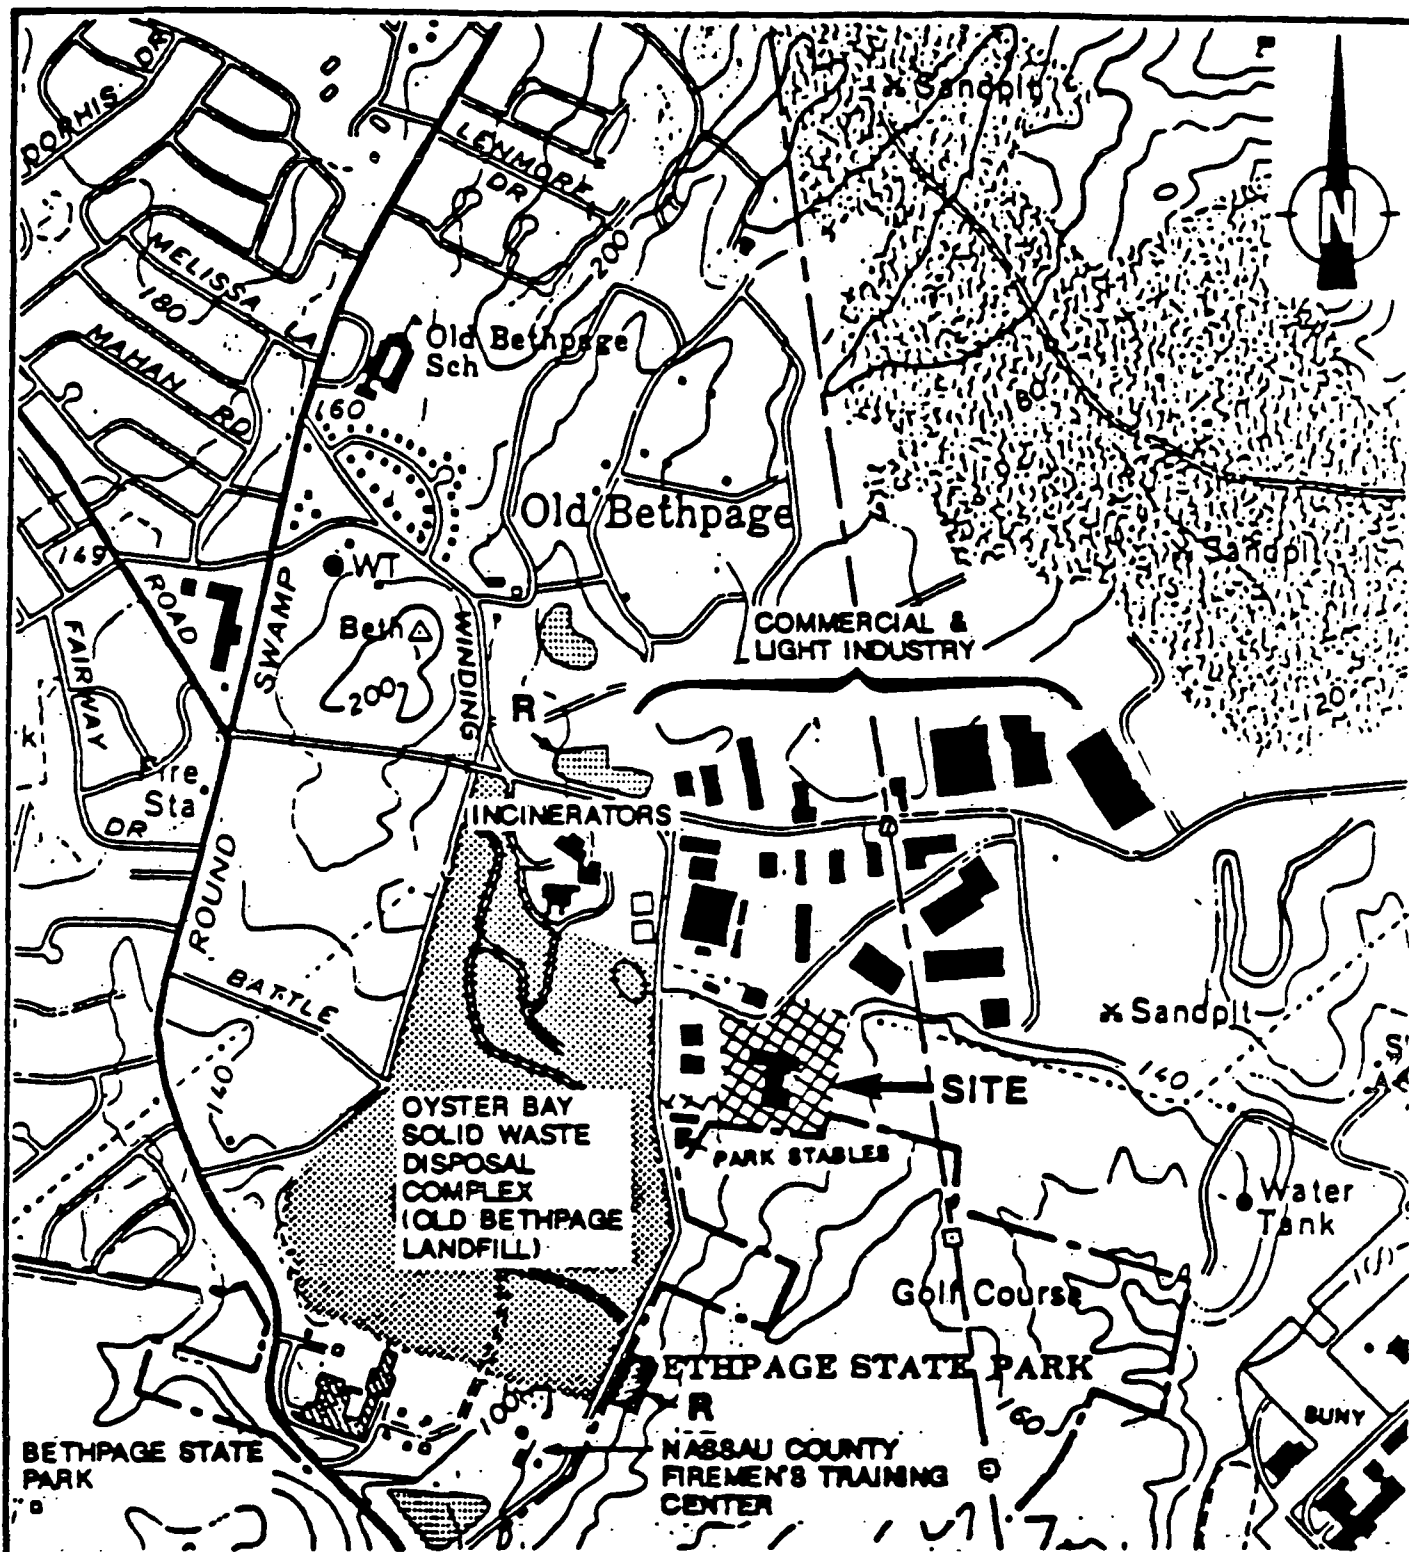 DORHIS DR
LENMORE
DR
Sandpit
N
MELISSA LA
180
MAHAN RD
200
Old Bethpage
Sch
160
80
Old Bethpage
Sandpit
149
ROAD
WT
Beth
200
SWAMP
WINDING
FAIRWAY
DR
R
COMMERCIAL &
LIGHT INDUSTRY
20
Sta
INCINERATORS
ROUND
BATTLE
140
Sandpit
140
SITE
OYSTER BAY
SOLID WASTE
DISPOSAL
COMPLEX
(OLD BETHPAGE
LANDFILL)
PARK STABLES
Water
Tank
Golf Course
BETHPAGE STATE PARK
R
100
160
SUNY
BETHPAGE STATE
PARK
NASSAU COUNTY
FIREMEN'S TRAINING
CENTER